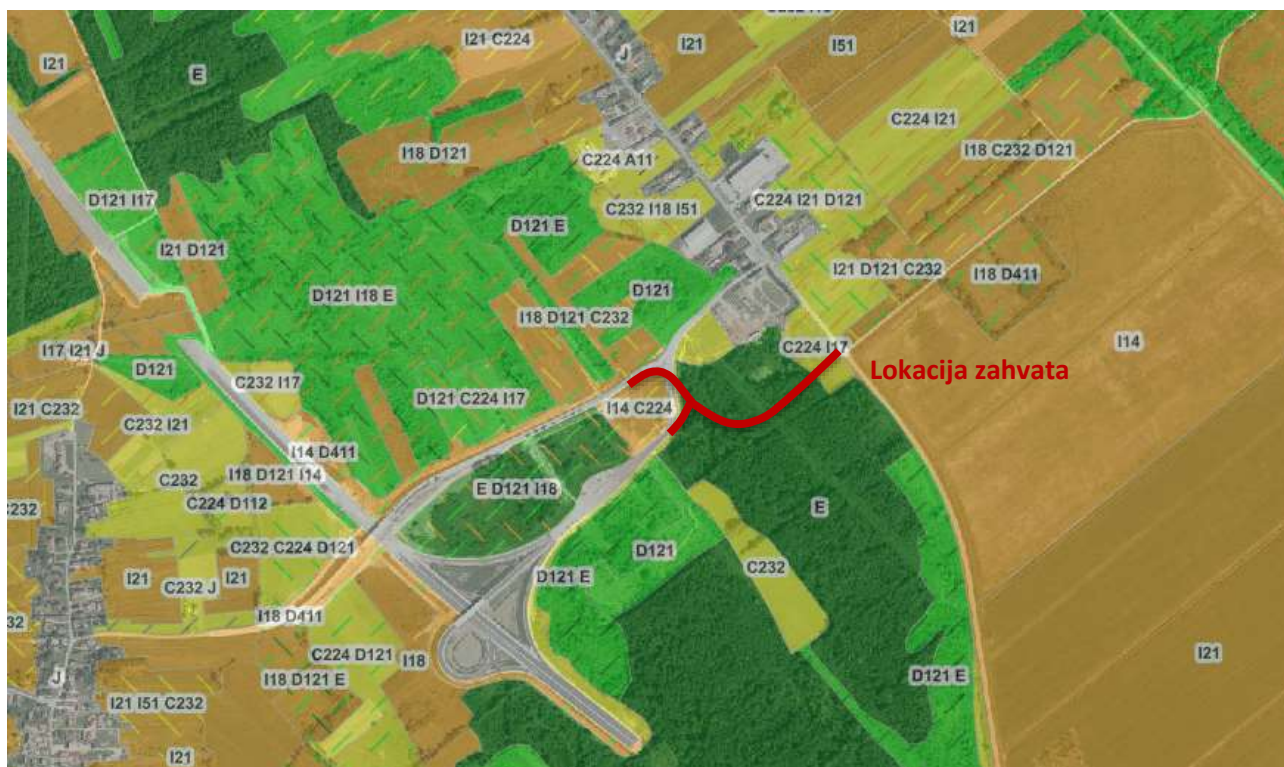 I21 C224
I21
I21
J
I21
E
I51
C224 I21
I18 D121
C224 A11
I18 C232 D121
D121 I17
C232 I18 I51
C224 I21 D121
D121 E
I21 D121
I21 D121 C232
I18 D411
D121
D121 I18 E
I18 D121 C232
I14
C224 I17
I17 I21 J
D121
Lokacija zahvata
C232 I17
D121 C224 I17
I14 C224
I21 C232
C232 I21
I14 D411
I18 D121 I14
C232
E D121 I18
C224 D112
E
C232
C232 C224 D121
D121
C232
I21
I21
D121 E
C232 J
I18 D411
C224 D121
I18
I21
D121 E
J
I18 D121 E
I21 I51 C232
I21